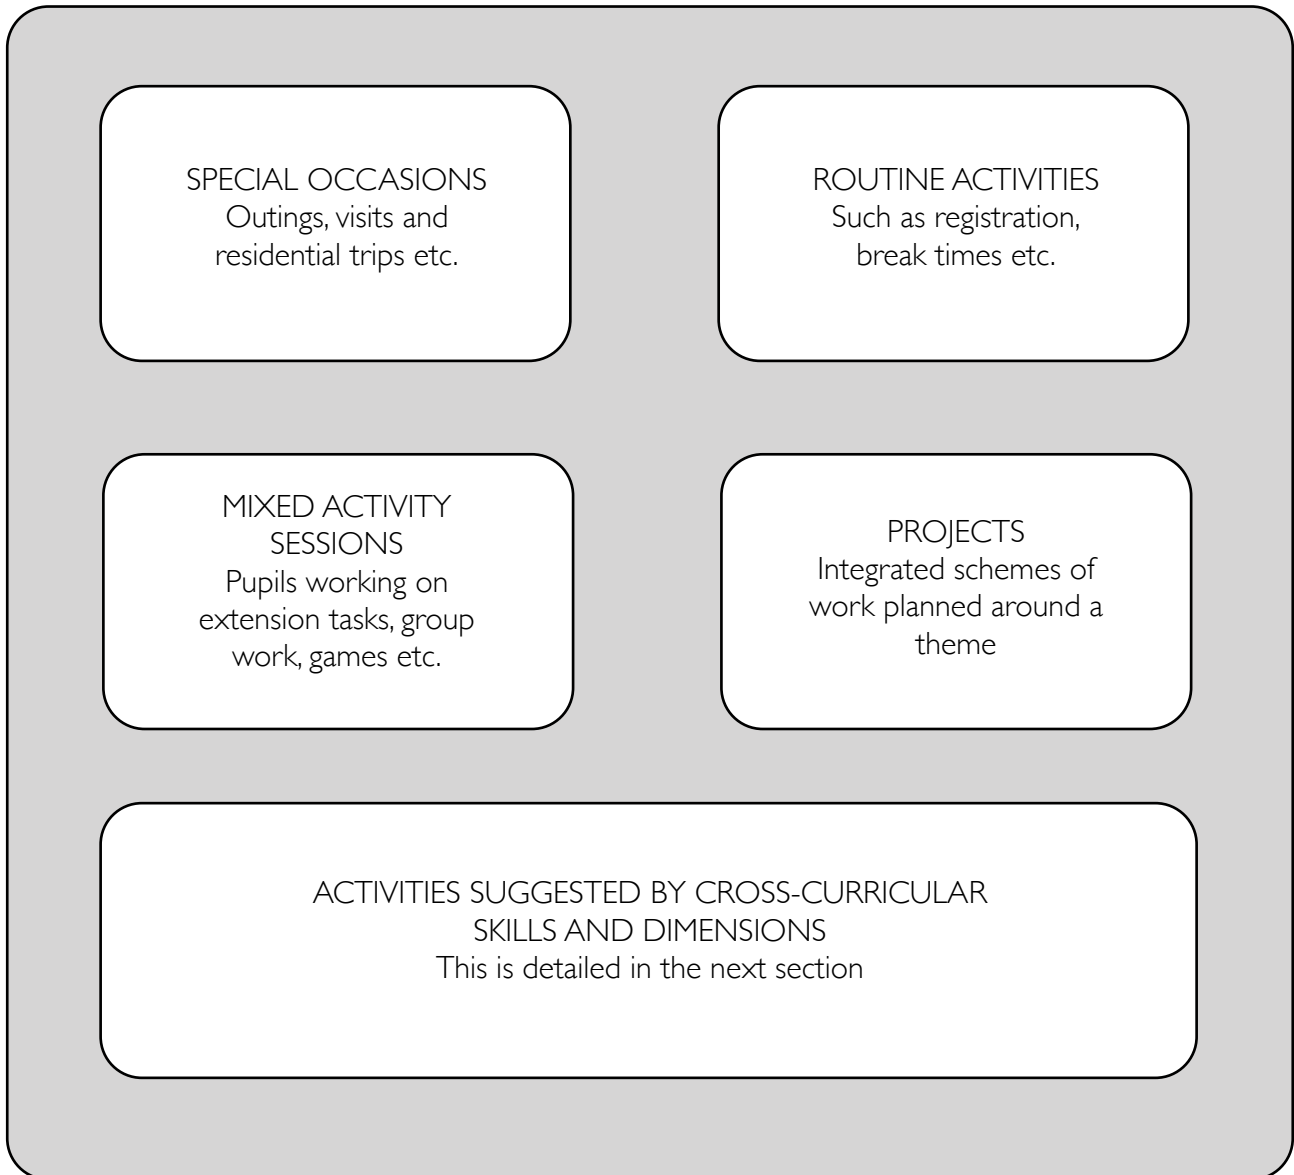 SPECIAL OCCASIONS
Outings, visits and
residential trips etc.
ROUTINE ACTIVITIES
Such as registration,
break times etc.
MIXED ACTIVITY
SESSIONS
Pupils working on
extension tasks, group
work, games etc.
PROJECTS
Integrated schemes of
work planned around a
theme
ACTIVITIES SUGGESTED BY CROSS-CURRICULAR
SKILLS AND DIMENSIONS
This is detailed in the next section